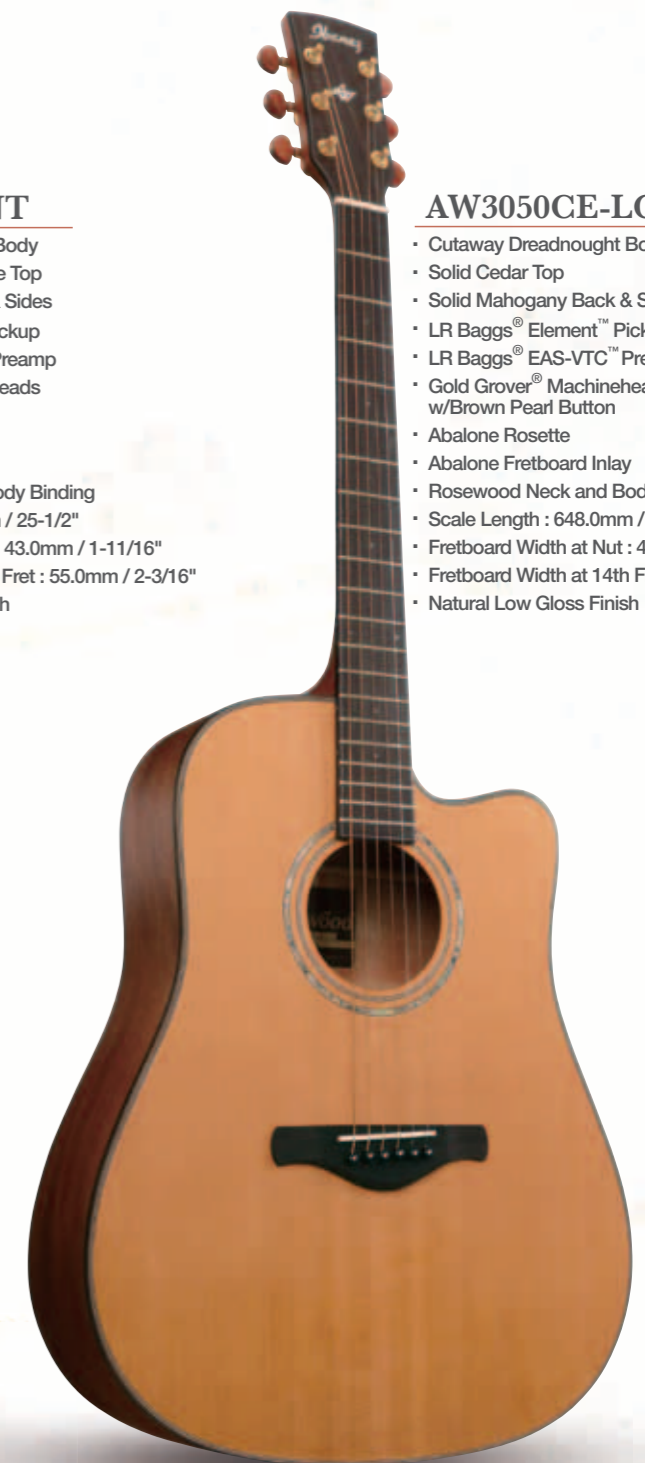 Ibanez
NT
Body
e Top
Sides
ckup
Preamp
eads
ody Binding
/ 25-1/2"
43.0mm / 1-11/16"
Fret : 55.0mm / 2-3/16"
h
AW3050CE-LG
· Cutaway Dreadnought Bo
· Solid Cedar Top
· Solid Mahogany Back & S
· LR Baggs® Element™ Pick
· LR Baggs® EAS-VTC™ Pre
· Gold Grover® Machinehea
w/Brown Pearl Button
· Abalone Rosette
· Abalone Fretboard Inlay
· Rosewood Neck and Bod
· Scale Length : 648.0mm /
· Fretboard Width at Nut : 4
· Fretboard Width at 14th F
· Natural Low Gloss Finish
wood